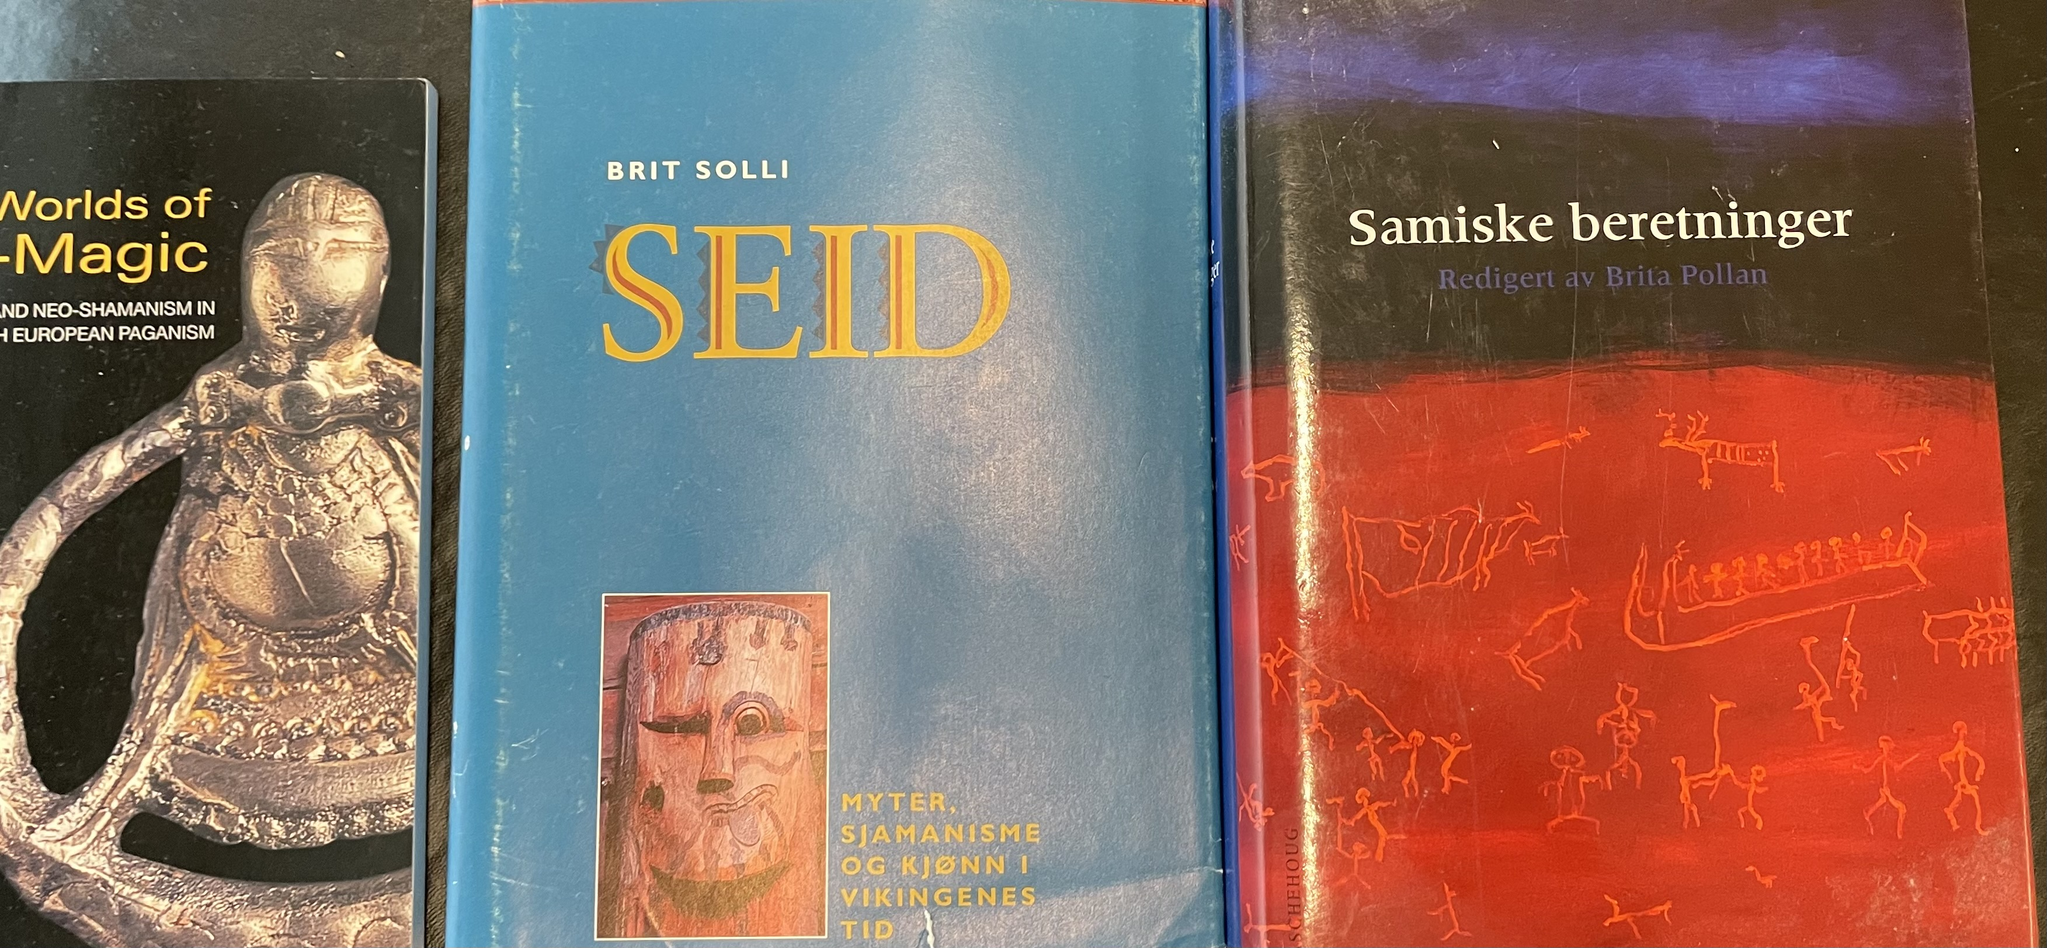 Worlds of
-Magic
AND NEO-SHAMANISM IN
H EUROPEAN PAGANISM
BRIT SOLLI
SEID
MYTER,
SJAMANISME
OG KJØNN I
VIKINGENES
TID
Samiske beretninger
Redigert av Brita Pollan
SCHEHOUG